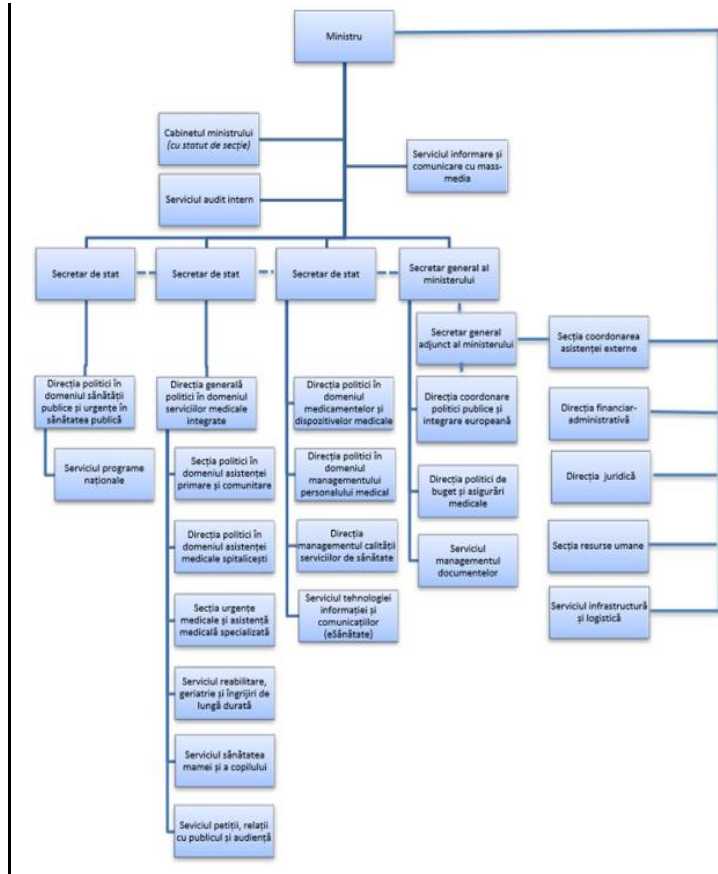 Ministru
Cabinetul ministrului
(cu statut de secție)
Serviciul informare și
comunicare cu mass-
media
Serviciul audit intern
Secretar de stat
Secretar de stat
Secretar de stat
Secretar general al
ministerului
Secretar general
adjunct al ministerului
Secția coordonarea
asistenței externe
Direcția politici în
domeniul sănătății
publice și urgențe în
sănătatea publică
Serviciul programe
naționale
Direcția generală
politici în domeniul
serviciilor medicale
integrate
Secția politici în
domeniul asistenței
primare și comunitare
Direcția politici în
domeniul asistenței
medicale spitalicești
Secția urgențe
medicale și asistență
medicală specializată
Serviciul reabilitare,
geriatrie și îngrijiri de
lungă durată
Serviciul sănătatea
mamei și a copilului
Seviciul petiții, relații
cu publicul și audiență
Direcția politici în
domeniul
medicamentelor și
dispozitivelor medicale
Direcția politici în
domeniul
managementului
personalului medical
Direcția
managementul calității
serviciilor de sănătate
Serviciul tehnologiei
informației și
comunicațiilor
(eSănătate)
Direcția coordonare
politici publice și
integrare europeană
Direcția politici de
buget și asigurări
medicale
Serviciul
managementul
documentelor
Direcția financiar-
administrativă
Direcția juridică
Secția resurse umane
Serviciul infrastructură
și logistică